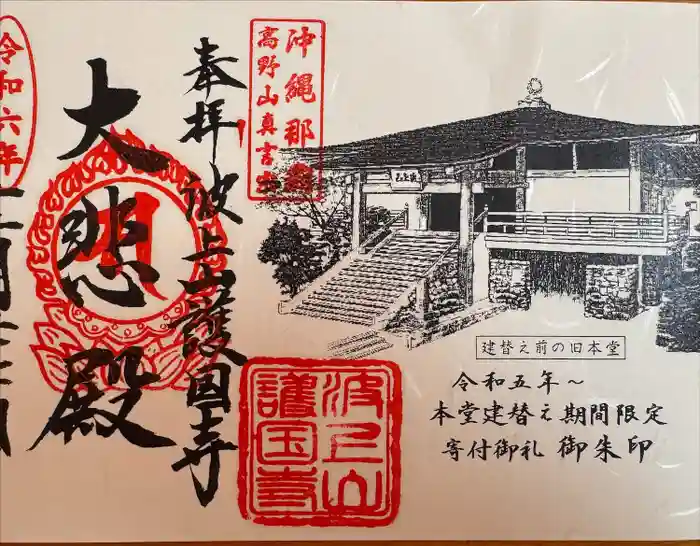 沖縄那覇
高野山真言宗
奉拝
波上山護国寺
大悲殿
令和六年
建替え前の旧本堂
令和五年～
本堂建替え期間限定
寄付御礼 御朱印
波上山
護国寺